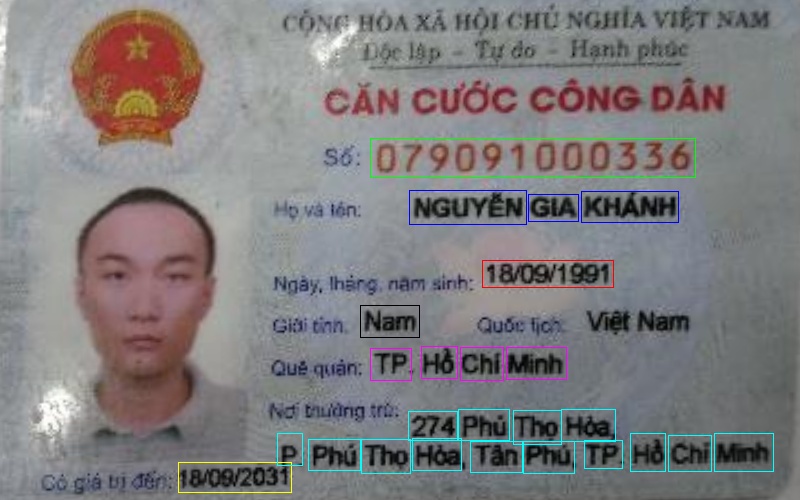 CỘNG HÒA XÃ HỘI CHỦ NGHĨA VIỆT NAM
Độc lập - Tự do - Hạnh phúc
CĂN CƯỚC CÔNG DÂN
Số: 079091000336
Họ và tên: NGUYỄN GIA KHÁNH
Ngày, tháng, năm sinh: 18/09/1991
Giới tính: Nam Quốc tịch: Việt Nam
Quê quán: TP. Hồ Chí Minh
Nơi thường trú: 274 Phú Thọ Hòa,
P. Phú Thọ Hòa, Tân Phú, TP. Hồ Chí Minh
Có giá trị đến: 18/09/2031